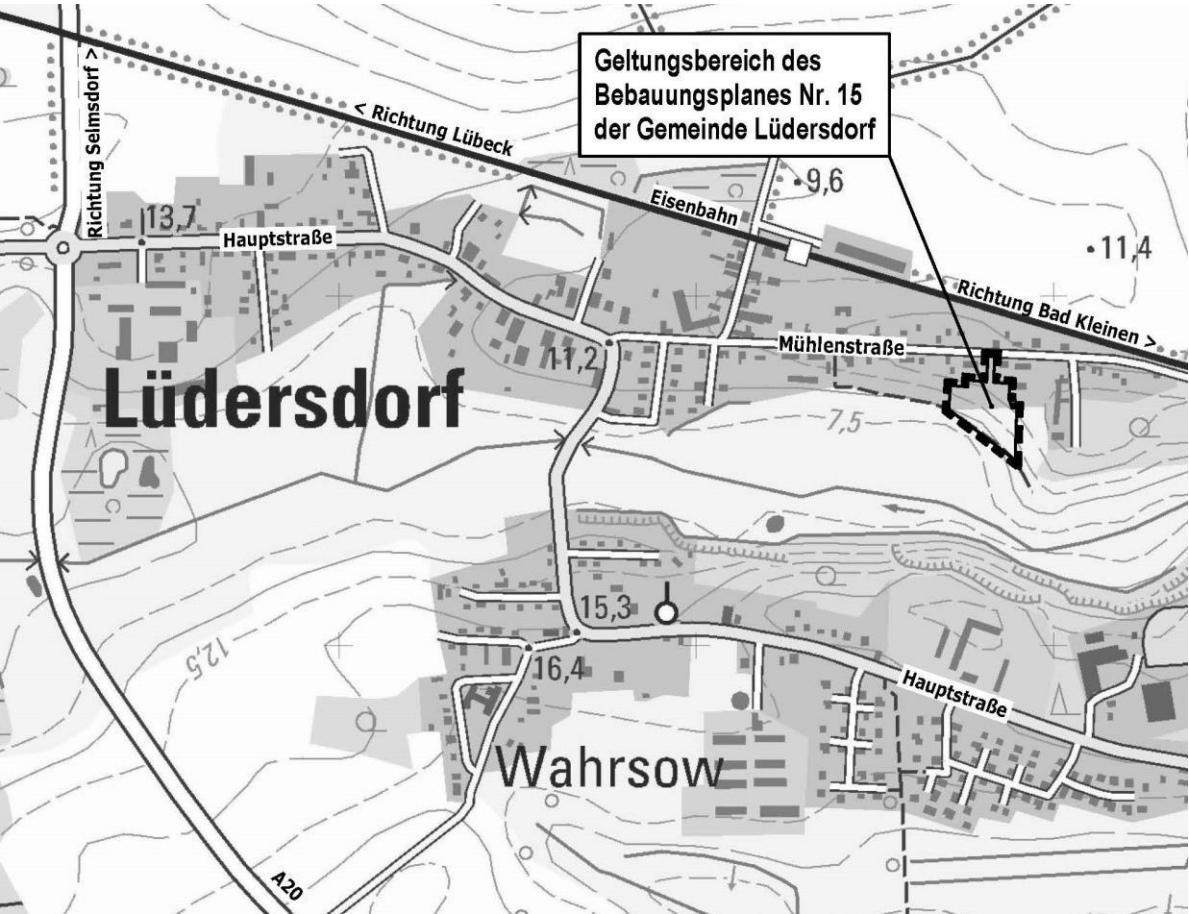 Geltungsbereich des
Bebauungsplanes Nr. 15
der Gemeinde Lüdersdorf
Richtung Selmsdorf >
< Richtung Lübeck
Eisenbahn
9,6
11,4
13,7
Hauptstraße
Richtung Bad Kleinen >
11,2
Mühlenstraße
Lüdersdorf
7,5
15,3
16,4
12,5
Hauptstraße
Wahrsow
A20